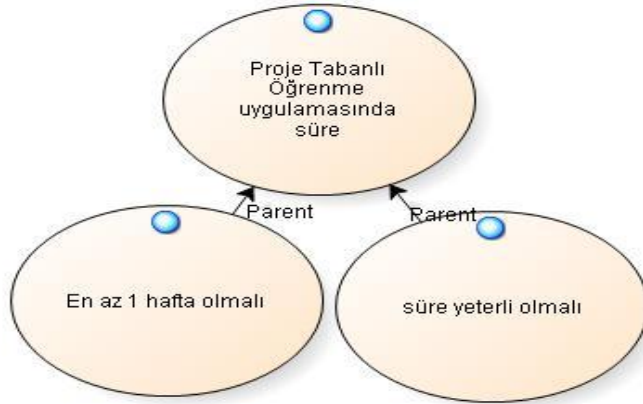 Proje Tabanlı
Öğrenme
uygulamasında
süre
Parent
Parent
En az 1 hafta olmalı
süre yeterli olmalı